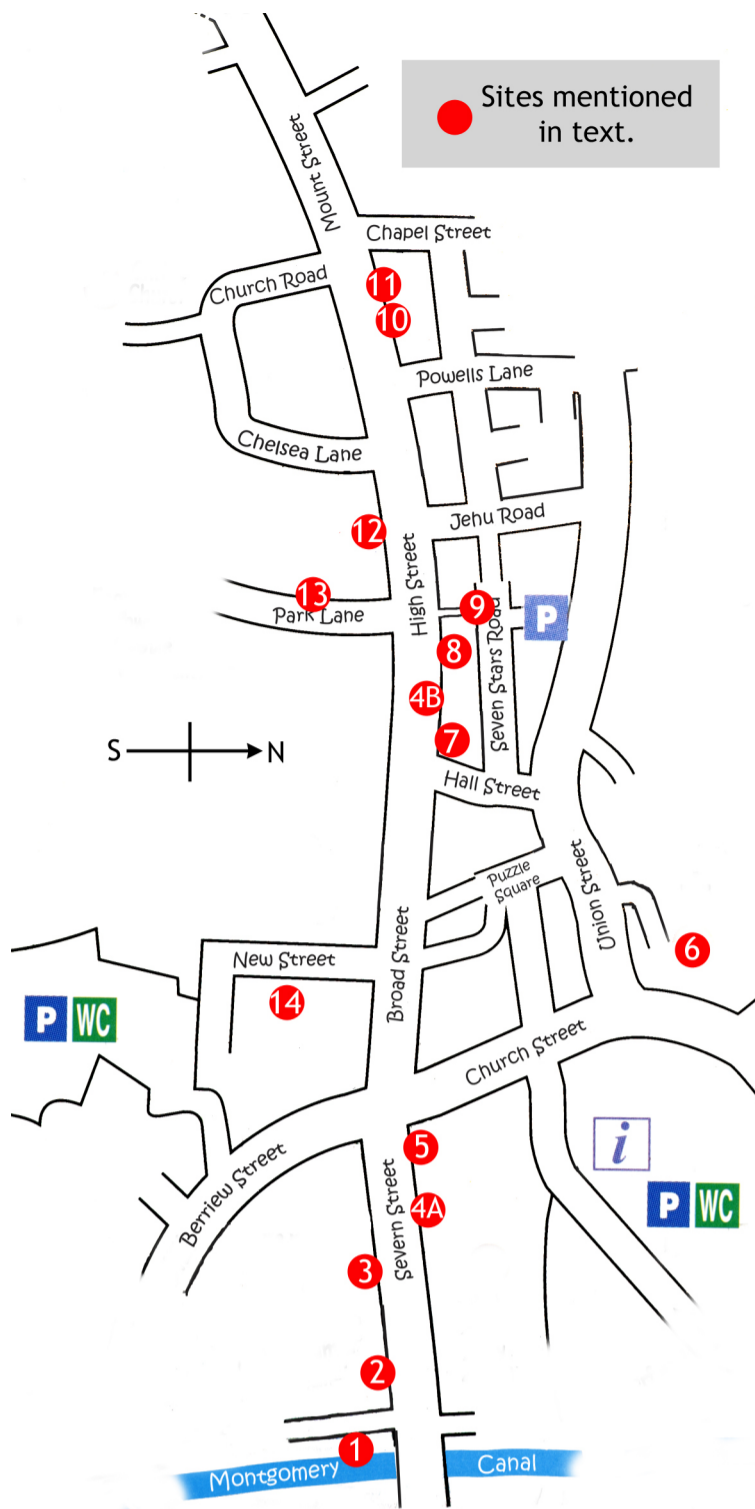 Sites mentioned
in text.
Mount Street
Chapel Street
Church Road
11
10
Powells Lane
Chelsea Lane
Jehu Road
12
High Street
13
Park Lane
9
P
Seven Stars Road
8
4B
7
S
N
Hall Street
Puzzle
Square
Union Street
6
New Street
Broad Street
14
P
WC
Church Street
i
5
Berriew Street
Severn Street
4A
P
WC
3
2
1
Montgomery
Canal